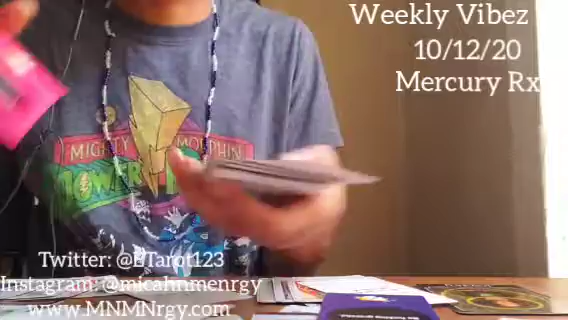 Weekly Vibez
10/12/20
Mercury Rx
MIGHTY MORPHIN
POWER
Twitter: @ETarot123
Instagram: @micahnmenrgy
www.MNMNrgy.com